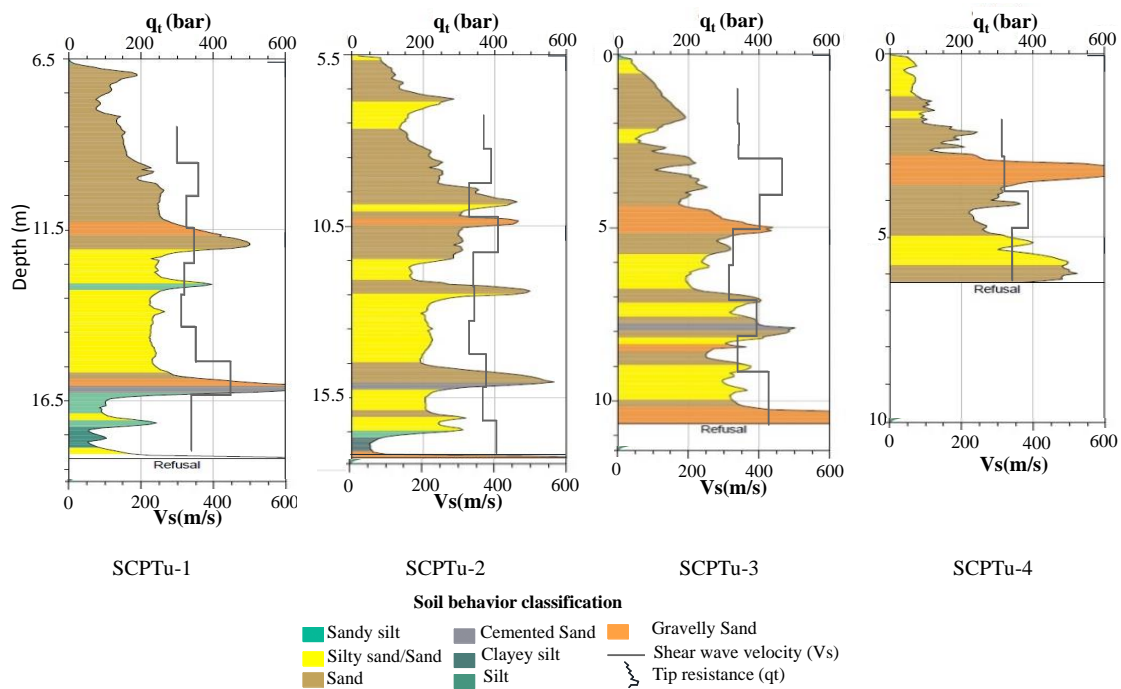 qt (bar)
0 200 400 600
6.5
11.5
16.5
Depth (m)
Refusal
0 200 400 600
Vs(m/s)
SCPTu-1
qt (bar)
0 200 400 600
5.5
10.5
15.5
0 200 400 600
Vs(m/s)
SCPTu-2
qt (bar)
0 200 400 600
0
5
10
Refusal
0 200 400 600
Vs(m/s)
SCPTu-3
qt (bar)
0 200 400 600
0
5
10
Refusal
0 200 400 600
Vs(m/s)
SCPTu-4
Soil behavior classification
Sandy silt
Silty sand/Sand
Sand
Cemented Sand
Clayey silt
Silt
Gravelly Sand
Shear wave velocity (Vs)
Tip resistance (qt)